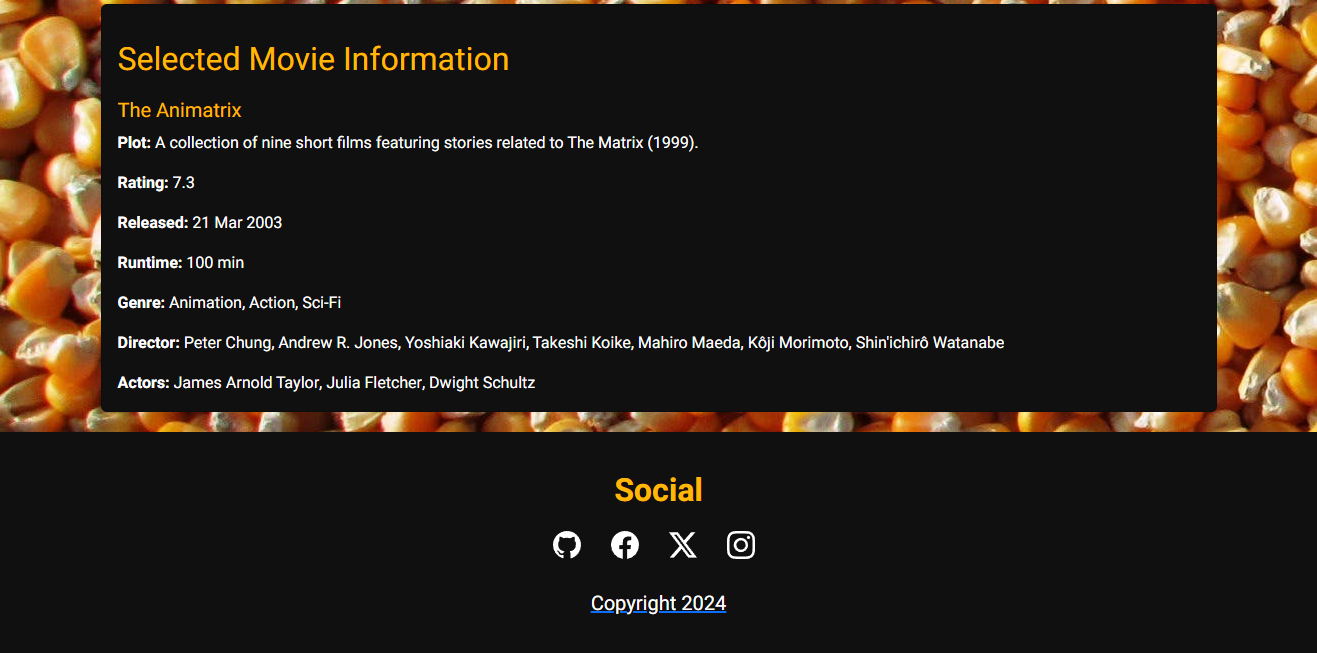 Selected Movie Information
The Animatrix
Plot: A collection of nine short films featuring stories related to The Matrix (1999).
Rating: 7.3
Released: 21 Mar 2003
Runtime: 100 min
Genre: Animation, Action, Sci-Fi
Director: Peter Chung, Andrew R. Jones, Yoshiaki Kawajiri, Takeshi Koike, Mahiro Maeda, Kôji Morimoto, Shin'ichirô Watanabe
Actors: James Arnold Taylor, Julia Fletcher, Dwight Schultz
Social
Copyright 2024